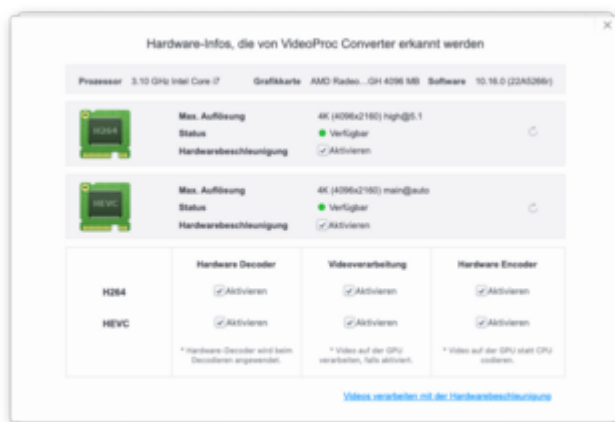 Hardware-Infos, die von VideoProc Converter erkannt werden
Prozessor 3.10 GHz Intel Core i7 Grafikkarte AMD Radeo...GH 4096 MB Software 10.16.0 (22A5266r)
H264
Max. Auflösung 4K (4096x2160) high@5.1
Status Verfügbar
Hardwarebeschleunigung Aktivieren
HEVC
Max. Auflösung 4K (4096x2160) main@auto
Status Verfügbar
Hardwarebeschleunigung Aktivieren
Hardware Decoder Videoverarbeitung Hardware Encoder
H264 Aktivieren Aktivieren Aktivieren
HEVC Aktivieren Aktivieren Aktivieren
* Hardware-Decoder wird beim * Video auf der GPU * Video auf der GPU statt CPU
Decodieren angewendet. verarbeiten, falls aktiviert. codieren.
Videos verarbeiten mit der Hardwarebeschleunigung